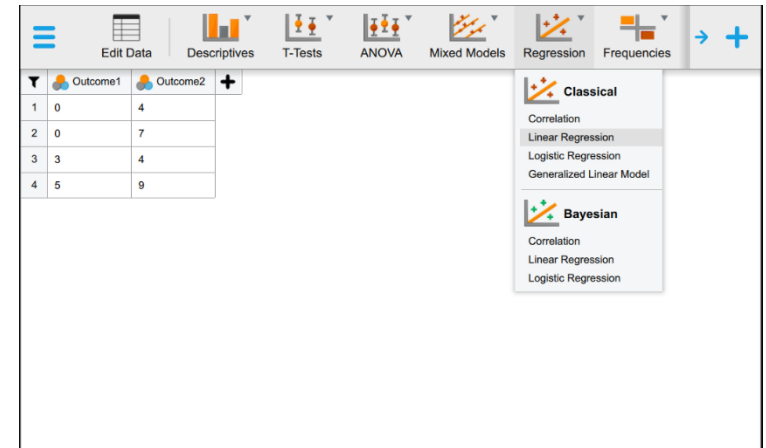 Edit Data Descriptives T-Tests ANOVA Mixed Models Regression Frequencies
Outcome1 Outcome2
1 0 4
2 0 7
3 3 4
4 5 9
Classical
Correlation
Linear Regression
Logistic Regression
Generalized Linear Model
Bayesian
Correlation
Linear Regression
Logistic Regression